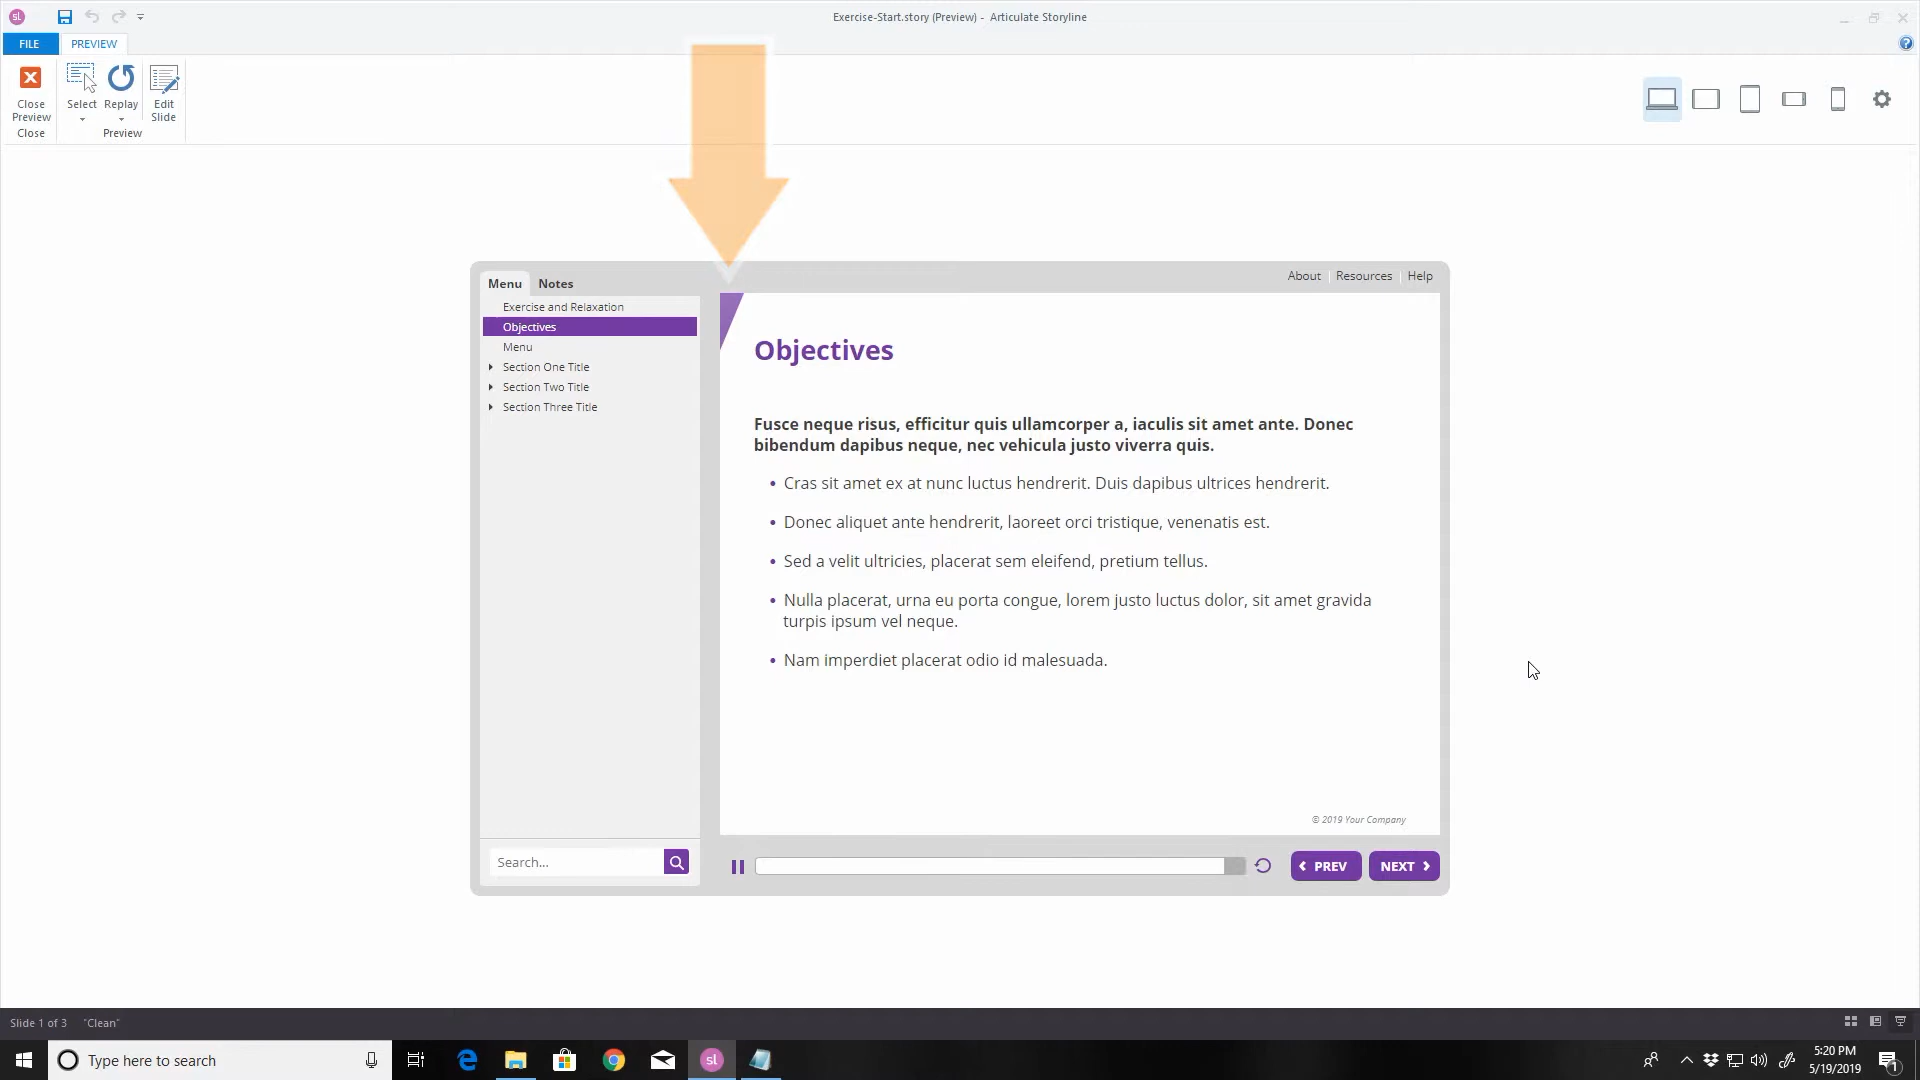 sl
Exercise-Start.story (Preview) - Articulate Storyline
FILE
PREVIEW
?
Close
Preview
Select
Replay
Edit
Slide
Close
Preview
Menu
Notes
About
Resources
Help
Exercise and Relaxation
Objectives
Menu
Section One Title
Section Two Title
Section Three Title
Search...
Objectives
Fusce neque risus, efficitur quis ullamcorper a, iaculis sit amet ante. Donec
bibendum dapibus neque, nec vehicula justo viverra quis.
• Cras sit amet ex at nunc luctus hendrerit. Duis dapibus ultrices hendrerit.
• Donec aliquet ante hendrerit, laoreet orci tristique, venenatis est.
• Sed a velit ultricies, placerat sem eleifend, pretium tellus.
• Nulla placerat, urna eu porta congue, lorem justo luctus dolor, sit amet gravida
turpis ipsum vel neque.
• Nam imperdiet placerat odio id malesuada.
© 2019 Your Company
PREV
NEXT
Slide 1 of 3
"Clean"
Type here to search
sl
5:20 PM
5/19/2019
1